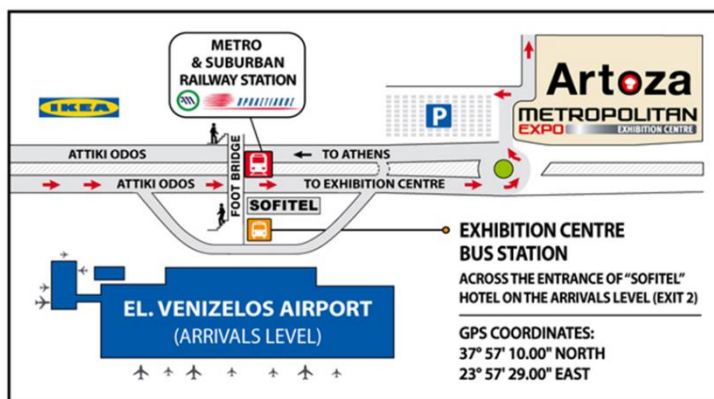 METRO
& SUBURBAN
RAILWAY STATION
ΠΡΟΑΣΤΙΑΚΟΣ
IKEA
P
Artoza
METROPOLITAN
EXPO EXHIBITION CENTRE
ATTIKI ODOS
TO ATHENS
ATTIKI ODOS
TO EXHIBITION CENTRE
FOOT BRIDGE
SOFITEL
EXHIBITION CENTRE
BUS STATION
ACROSS THE ENTRANCE OF "SOFITEL"
HOTEL ON THE ARRIVALS LEVEL (EXIT 2)
GPS COORDINATES:
37° 57' 10.00" NORTH
23° 57' 29.00" EAST
EL. VENIZELOS AIRPORT
(ARRIVALS LEVEL)